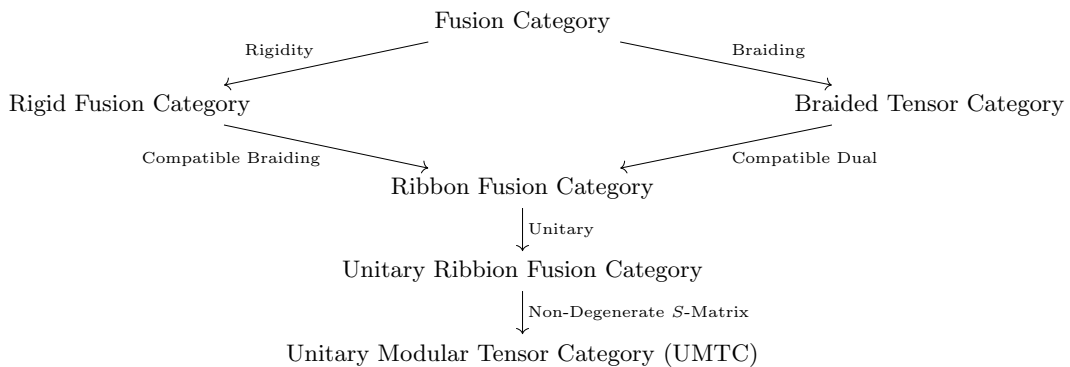 Fusion Category
Rigidity
Braiding
Rigid Fusion Category
Braided Tensor Category
Compatible Braiding
Compatible Dual
Ribbon Fusion Category
Unitary
Unitary Ribbion Fusion Category
Non-Degenerate S-Matrix
Unitary Modular Tensor Category (UMTC)